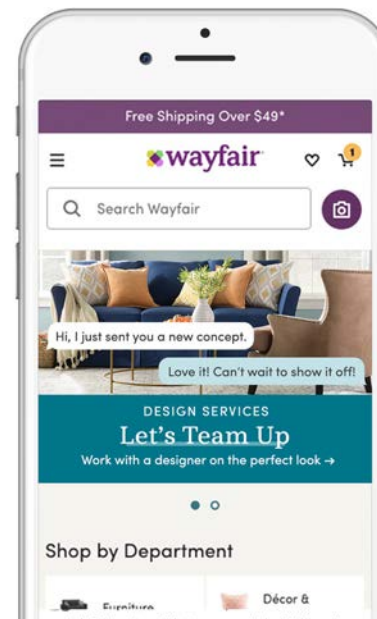 Free Shipping Over $49*
wayfair
1
Search Wayfair
Hi, I just sent you a new concept.
Love it! Can't wait to show it off!
DESIGN SERVICES
Let's Team Up
Work with a designer on the perfect look →
Shop by Department
Furniture
Décor &